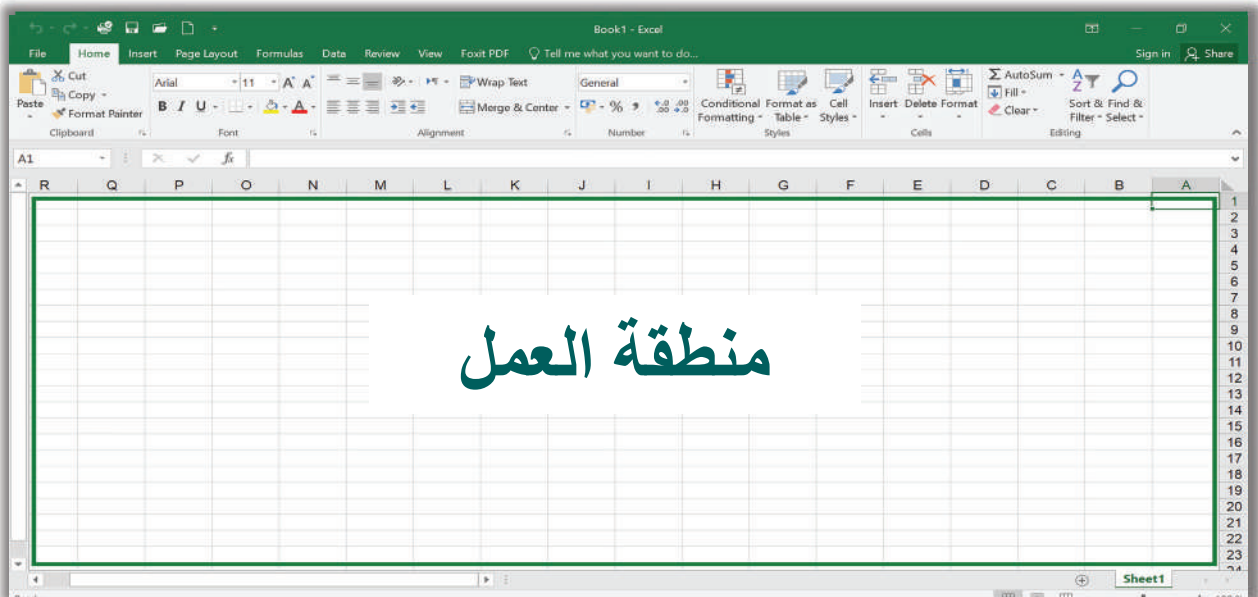 Book1 - Excel
File Home Insert Page Layout Formulas Data Review View Foxit PDF Tell me what you want to do... Sign in Share
Cut
Copy
Format Painter
Paste
Clipboard
Arial 11 A A
B I U A
Font
Wrap Text
Merge & Center
Alignment
General
% , .0 .00 .00 .0
Number
Conditional Formatting
Format as Table
Cell Styles
Styles
Insert Delete Format
Cells
AutoSum
Fill
Clear
Sort & Filter
Find & Select
Editing
A1 fx
R Q P O N M L K J I H G F E D C B A
1
2
3
4
5
6
7
8
9
10
11
12
13
14
15
16
17
18
19
20
21
22
23
منطقة العمل
Sheet1